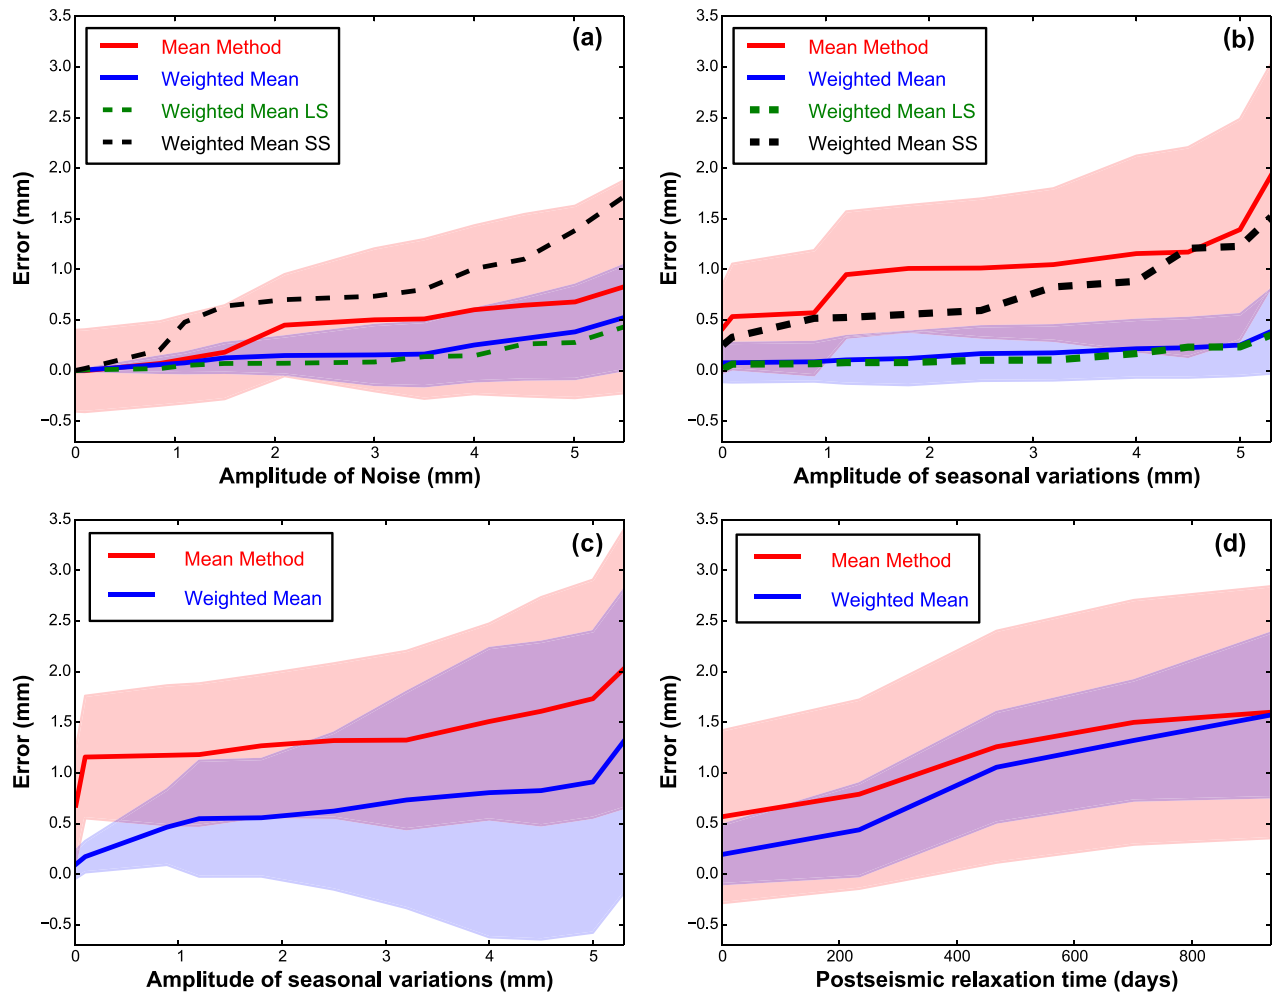 (a)
Mean Method
Weighted Mean
Weighted Mean LS
Weighted Mean SS
3.5
3.0
2.5
2.0
1.5
1.0
0.5
0.0
−0.5
Error (mm)
0 1 2 3 4 5
Amplitude of Noise (mm)
(b)
Mean Method
Weighted Mean
Weighted Mean LS
Weighted Mean SS
3.5
3.0
2.5
2.0
1.5
1.0
0.5
0.0
−0.5
Error (mm)
0 1 2 3 4 5
Amplitude of seasonal variations (mm)
(c)
Mean Method
Weighted Mean
3.5
3.0
2.5
2.0
1.5
1.0
0.5
0.0
−0.5
Error (mm)
0 1 2 3 4 5
Amplitude of seasonal variations (mm)
(d)
Mean Method
Weighted Mean
3.5
3.0
2.5
2.0
1.5
1.0
0.5
0.0
−0.5
Error (mm)
0 200 400 600 800
Postseismic relaxation time (days)